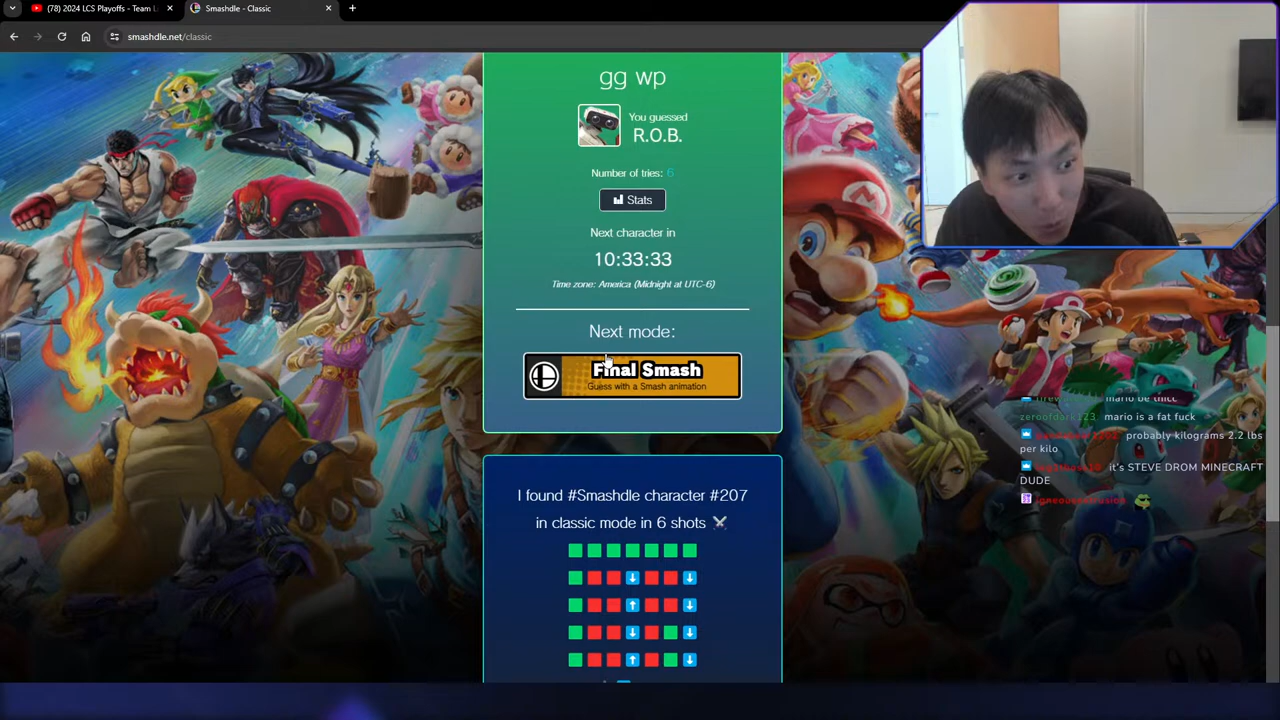 (78) 2024 LCS Playoffs - Team L
Smashdle - Classic
smashdle.net/classic
gg wp
You guessed
R.O.B.
Number of tries: 6
Stats
Next character in
10:33:33
Time zone: America (Midnight at UTC-6)
Next mode:
Final Smash
Guess with a Smash animation
I found #Smashdle character #207
in classic mode in 6 shots
mario be thicc
zeroofdark123 mario is a fat fuck
probably kilograms 2.2 lbs
per kilo
it's STEVE DROM MINECRAFT
DUDE